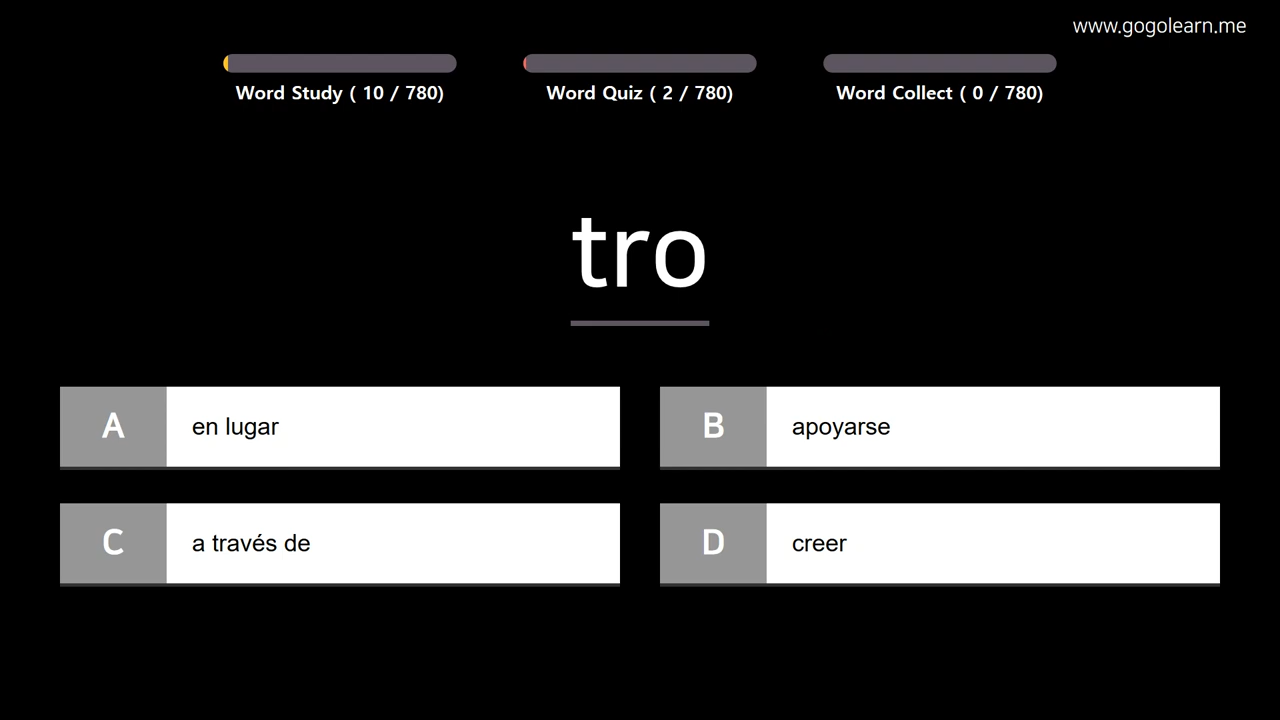 www.gogolearn.me
Word Study ( 10 / 780)
Word Quiz ( 2 / 780)
Word Collect ( 0 / 780)
tro
A en lugar
B apoyarse
C a través de
D creer